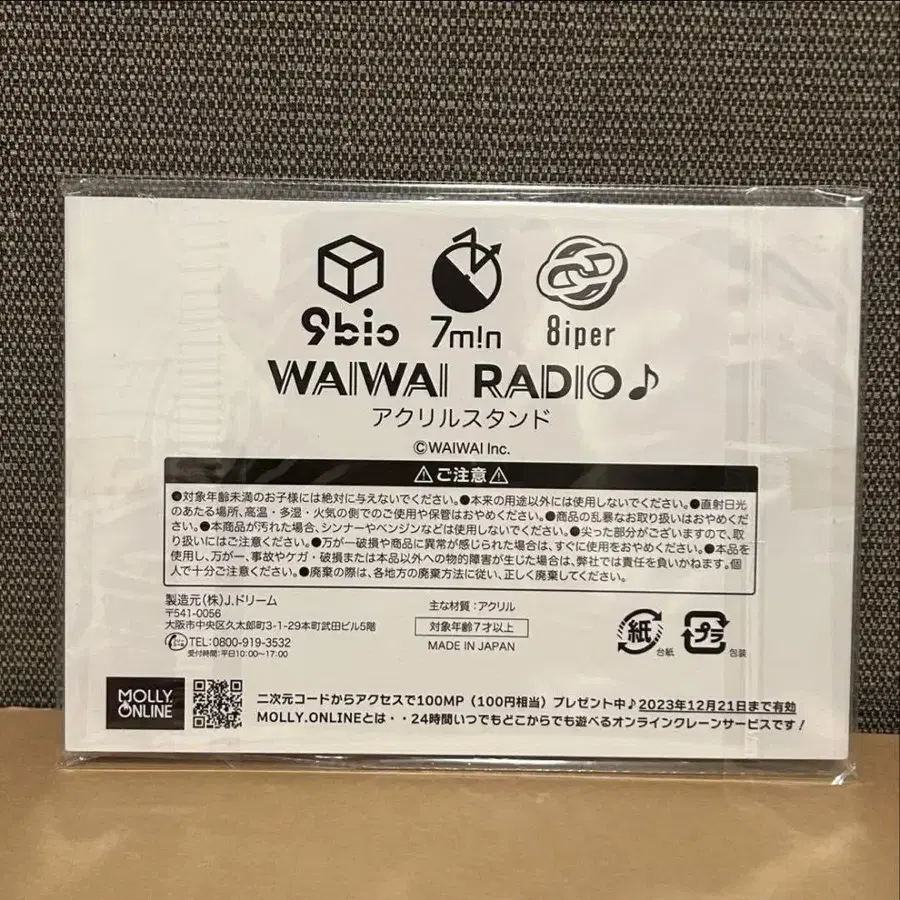 9bic 7m!n 8iper
WAIWAI RADIO♪
アクリルスタンド
©WAIWAI Inc.
⚠ご注意⚠
●対象年齢未満のお子様には絶対に与えないでください。●本来の用途以外には使用しないでください。●直射日光
のあたる場所、高温・多湿・火気の側でのご使用や保管はおやめください。●商品の乱暴なお取り扱いはおやめくだ
さい。●本商品が汚れた場合、シンナーやベンジンなどは使用しないでください。●尖った部分がございますので、取
り扱いにはご注意ください。●万が一破損や商品に異常が感じられた場合は、すぐに使用をおやめください。●本品を
使用し、万が一、事故やケガ・破損または本品以外への物的障害が生じた場合は、弊社では責任を負いかねます。個
人で十分ご注意ください。●廃棄の際は、各地方の廃棄方法に従い、正しく廃棄してください。
製造元(株)J.ドリーム
〒541-0056
大阪市中央区久太郎町3-1-29本町武田ビル5階
TEL:0800-919-3532
受付時間:平日10:00〜17:00
主な材質:アクリル
対象年齢7才以上
MADE IN JAPAN
紙 台紙
プラ 包装
MOLLY.
ONLINE
二次元コードからアクセスで100MP（100円相当）プレゼント中♪2023年12月21日まで有効
MOLLY.ONLINEとは・・24時間いつでもどこからでも遊べるオンラインクレーンサービスです！